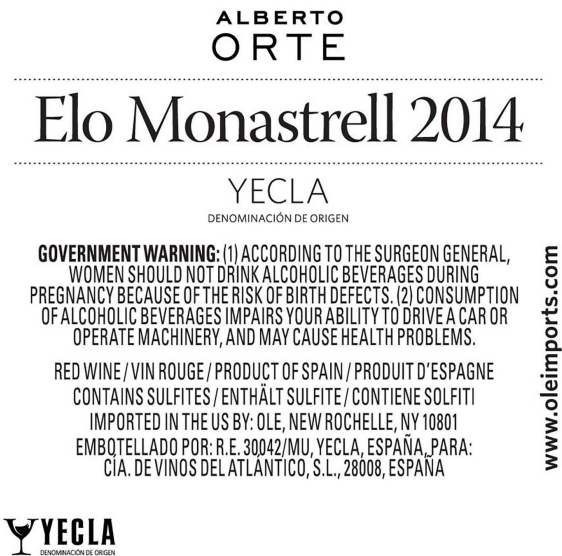 ALBERTO
ORTE
Elo Monastrell 2014
YECLA
DENOMINACIÓN DE ORIGEN
GOVERNMENT WARNING: (1) ACCORDING TO THE SURGEON GENERAL,
WOMEN SHOULD NOT DRINK ALCOHOLIC BEVERAGES DURING
PREGNANCY BECAUSE OF THE RISK OF BIRTH DEFECTS. (2) CONSUMPTION
OF ALCOHOLIC BEVERAGES IMPAIRS YOUR ABILITY TO DRIVE A CAR OR
OPERATE MACHINERY, AND MAY CAUSE HEALTH PROBLEMS.
RED WINE / VIN ROUGE / PRODUCT OF SPAIN / PRODUIT D'ESPAGNE
CONTAINS SULFITES / ENTHÄLT SULFITE / CONTIENE SOLFITI
IMPORTED IN THE US BY: OLE, NEW ROCHELLE, NY 10801
EMBOTELLADO POR: R.E. 30042/MU, YECLA, ESPAÑA, PARA:
CÍA. DE VINOS DEL ATLÁNTICO, S.L., 28008, ESPAÑA
www.oleimports.com
YECLA
DENOMINACIÓN DE ORIGEN